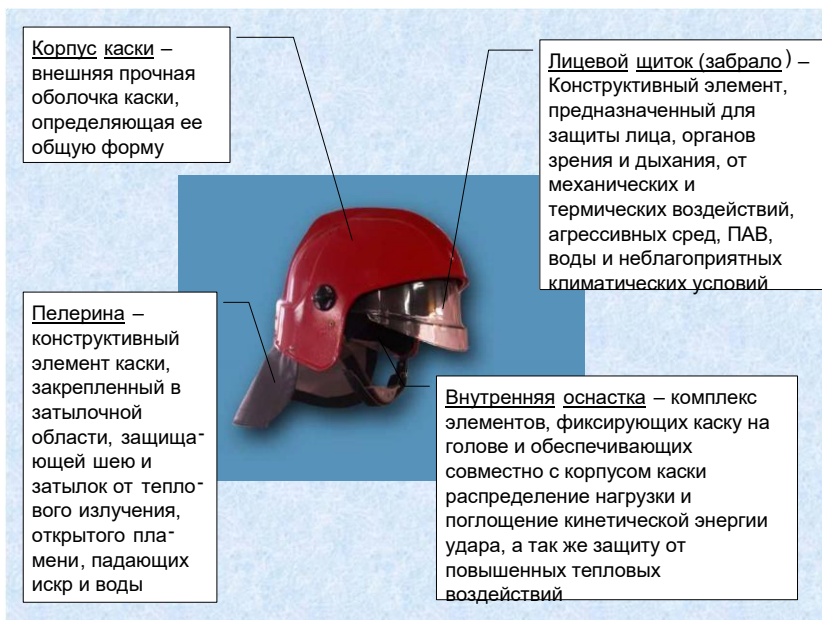 Корпус каски –
внешняя прочная
оболочка каски,
определяющая ее
общую форму
Лицевой щиток (забрало) –
Конструктивный элемент,
предназначенный для
защиты лица, органов
зрения и дыхания, от
механических и
термических воздействий,
агрессивных сред, ПАВ,
воды и неблагоприятных
климатических условий
Пелерина –
конструктивный
элемент каски,
закрепленный в
затылочной
области, защища-
ющей шею и
затылок от тепло-
вого излучения,
открытого пла-
мени, падающих
искр и воды
Внутренняя оснастка – комплекс
элементов, фиксирующих каску на
голове и обеспечивающих
совместно с корпусом каски
распределение нагрузки и
поглощение кинетической энергии
удара, а так же защиту от
повышенных тепловых
воздействий